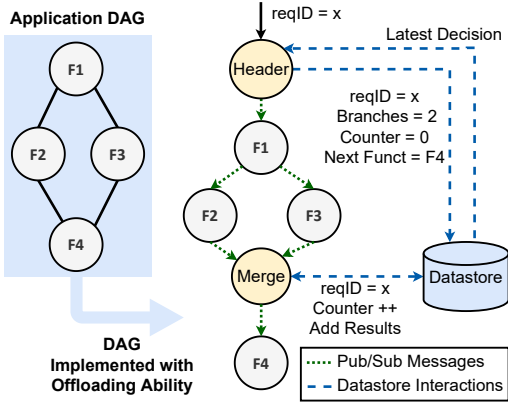 Application DAG
F1
F2
F3
F4
DAG
Implemented with
Offloading Ability
reqID = x
Header
F1
F2
F3
Merge
F4
Latest Decision
reqID = x
Branches = 2
Counter = 0
Next Funct = F4
Datastore
reqID = x
Counter ++
Add Results
Pub/Sub Messages
Datastore Interactions